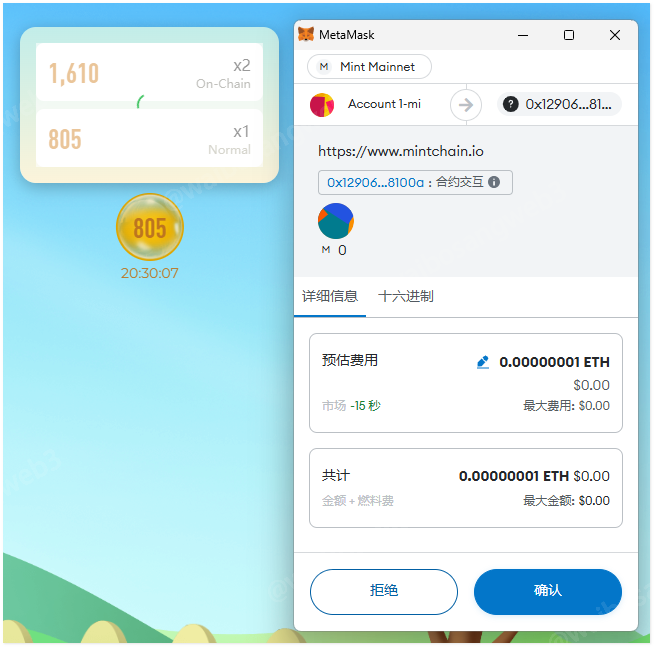 1,610
x2
On-Chain
805
x1
Normal
805
20:30:07
MetaMask
M Mint Mainnet
Account 1-mi
? 0x12906...81...
https://www.mintchain.io
0x12906...8100a : 合约交互
M 0
详细信息 十六进制
预估费用 0.00000001 ETH
$0.00
市场 -15 秒 最大费用: $0.00
共计 0.00000001 ETH $0.00
金额 + 燃料费 最大金额: $0.00
拒绝 确认